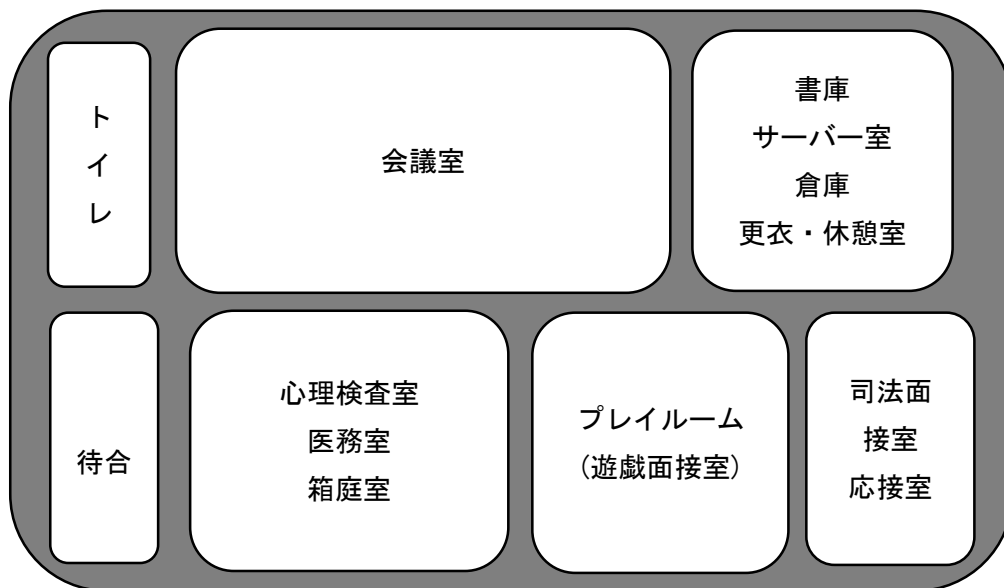 トイレ
会議室
書庫
サーバー室
倉庫
更衣・休憩室
待合
心理検査室
医務室
箱庭室
プレイルーム
(遊戯面接室)
司法面
接室
応接室